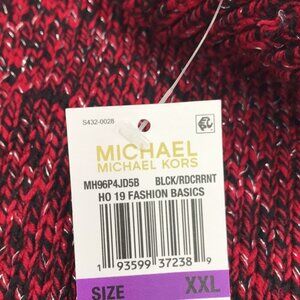 S432-0028
MICHAEL
MICHAEL KORS
MH96P4JD5B BLCK/RDCRRNT
HO 19 FASHION BASICS
1 93599 37238 9
SIZE XXL